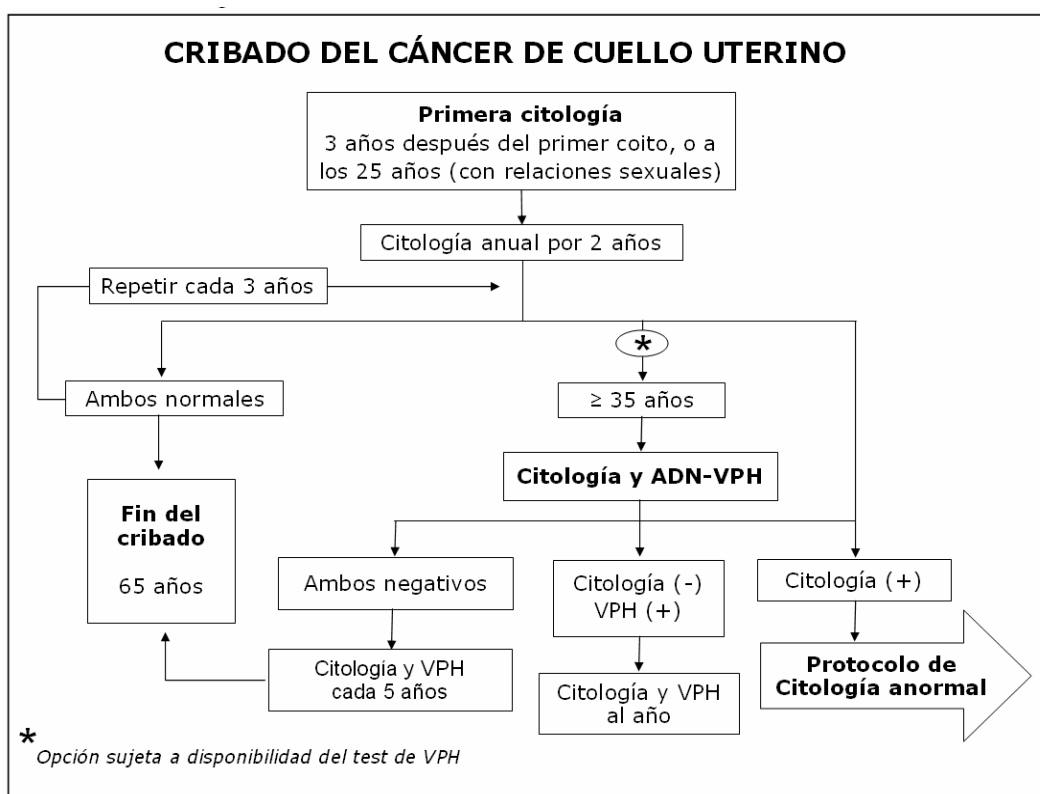 CRIBADO DEL CÁNCER DE CUELLO UTERINO
Primera citología
3 años después del primer coito, o a
los 25 años (con relaciones sexuales)
Citología anual por 2 años
Repetir cada 3 años
*
Ambos normales
≥ 35 años
Citología y ADN-VPH
Fin del
cribado
65 años
Ambos negativos
Citología (-)
VPH (+)
Citología (+)
Citología y VPH
cada 5 años
Citología y VPH
al año
Protocolo de
Citología anormal
*Opción sujeta a disponibilidad del test de VPH